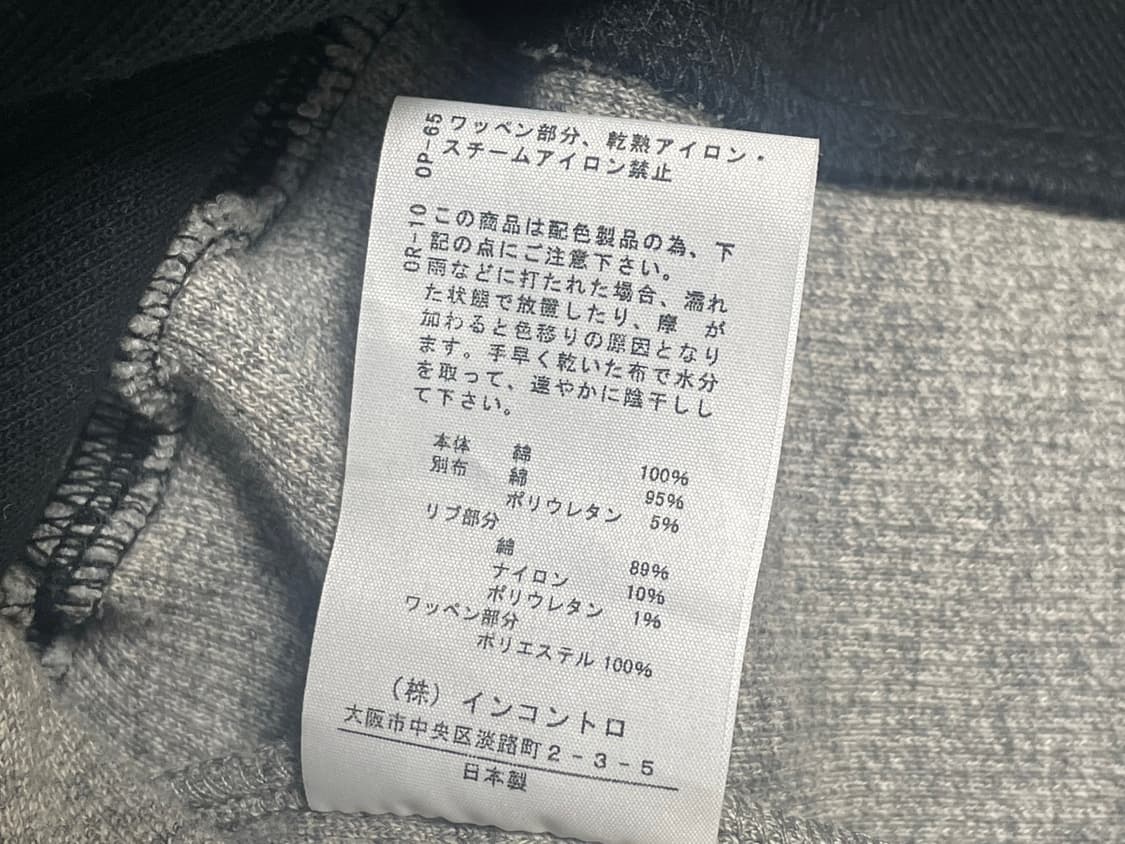 OP-65
ワッペン部分、乾熱アイロン・
スチームアイロン禁止
OR-10
この商品は配色製品の為、下
記の点にご注意下さい。
雨などに打たれた場合、濡れ
た状態で放置したり、摩 が
加わると色移りの原因となり
ます。手早く乾いた布で水分
を取って、速やかに陰干しし
て下さい。
本体 綿 100%
別布 綿 95%
ポリウレタン 5%
リブ部分
綿 89%
ナイロン 10%
ポリウレタン 1%
ワッペン部分
ポリエステル 100%
(株) インコントロ
大阪市中央区淡路町2-3-5
日本製